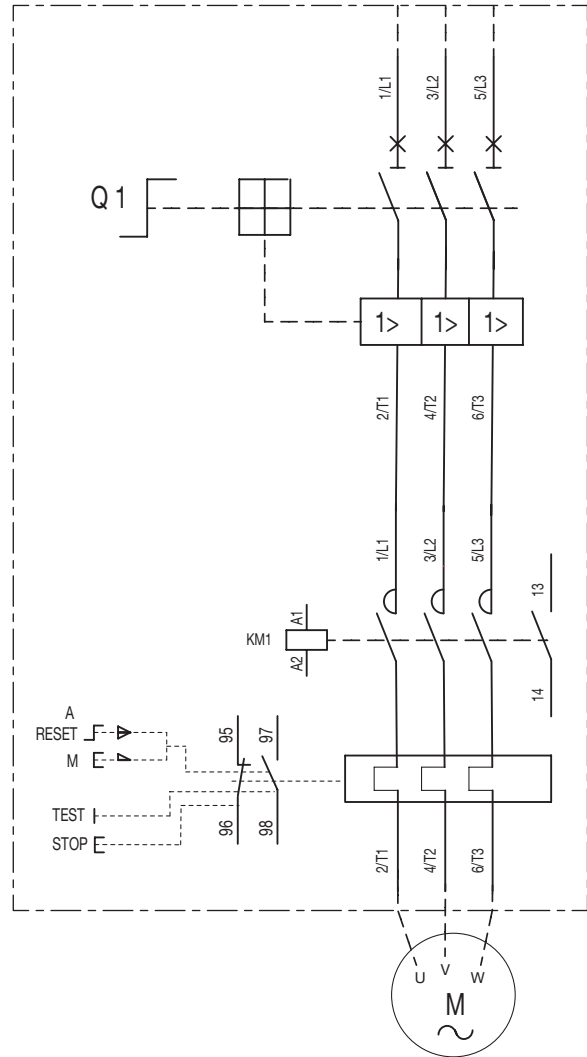 1/L1 3/L2 5/L3
Q1
1> 1> 1>
2/T1 4/T2 6/T3
1/L1 3/L2 5/L3 13
KM1 A1 A2
14
A
RESET 95 97
M
TEST
STOP 96 98
2/T1 4/T2 6/T3
U V W
M